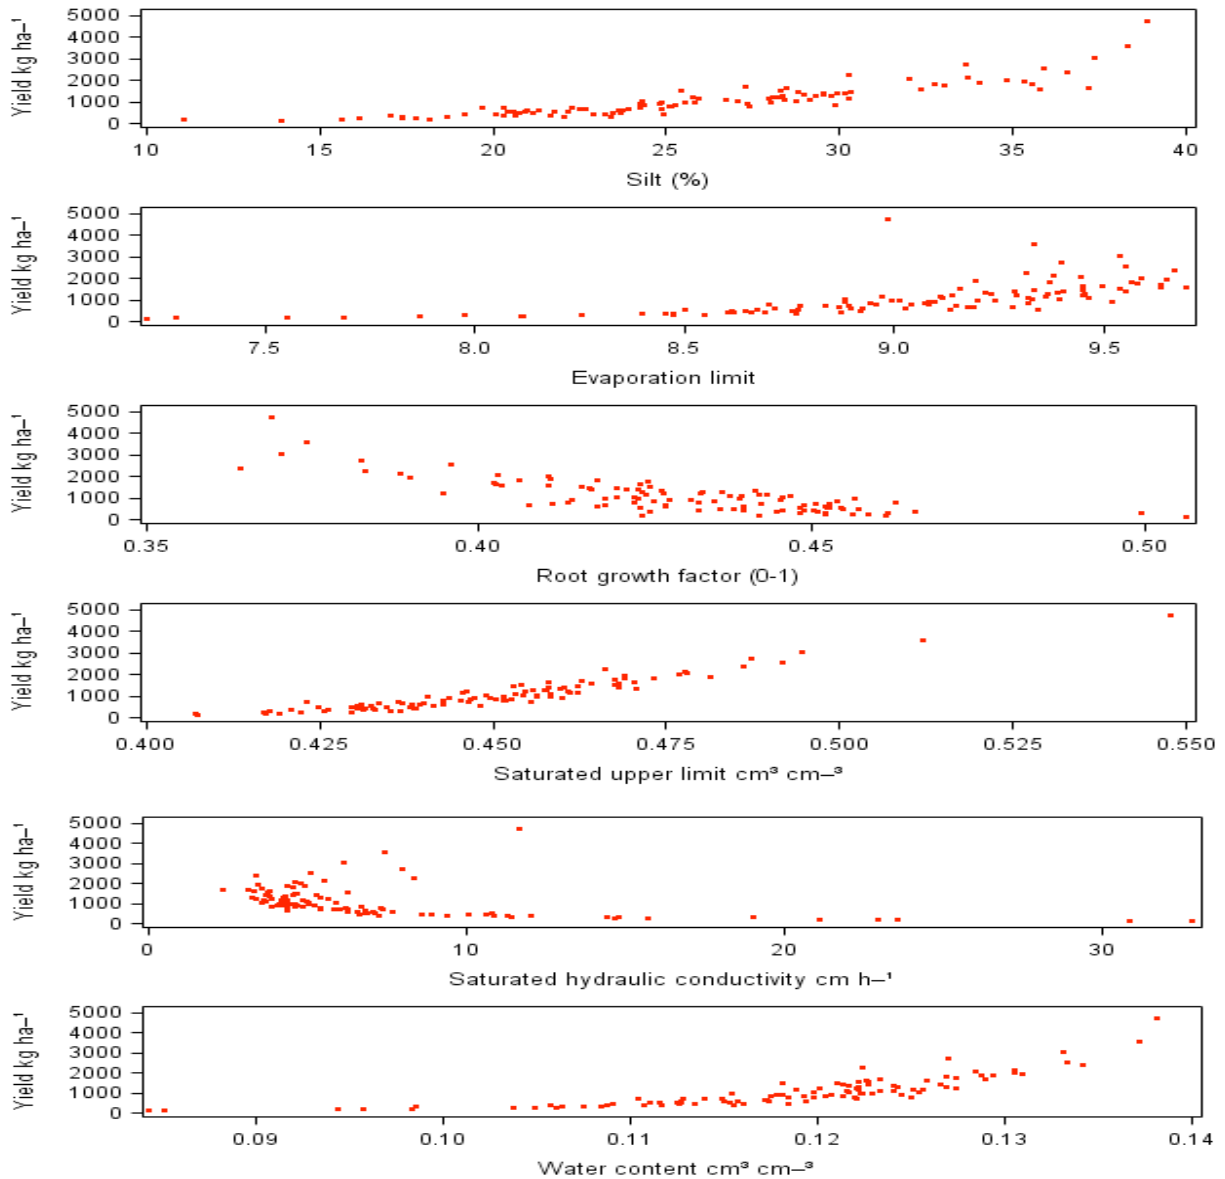 Yield kg ha–¹
5000
4000
3000
2000
1000
0
10 15 20 25 30 35 40
Silt (%)
Yield kg ha–¹
5000
4000
3000
2000
1000
0
7.5 8.0 8.5 9.0 9.5
Evaporation limit
Yield kg ha–¹
5000
4000
3000
2000
1000
0
0.35 0.40 0.45 0.50
Root growth factor (0-1)
Yield kg ha–¹
5000
4000
3000
2000
1000
0
0.400 0.425 0.450 0.475 0.500 0.525 0.550
Saturated upper limit cm³ cm–³
Yield kg ha–¹
5000
4000
3000
2000
1000
0
0 10 20 30
Saturated hydraulic conductivity cm h–¹
Yield kg ha–¹
5000
4000
3000
2000
1000
0
0.09 0.10 0.11 0.12 0.13 0.14
Water content cm³ cm–³